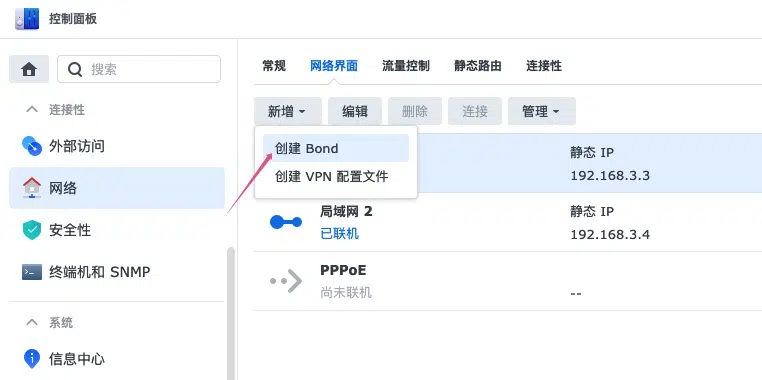 控制面板
搜索
连接性
外部访问
网络
安全性
终端机和 SNMP
系统
信息中心
常规 网络界面 流量控制 静态路由 连接性
新增 编辑 删除 连接 管理
创建 Bond
创建 VPN 配置文件
静态 IP
192.168.3.3
局域网 2
已联机
静态 IP
192.168.3.4
PPPoE
尚未联机
--